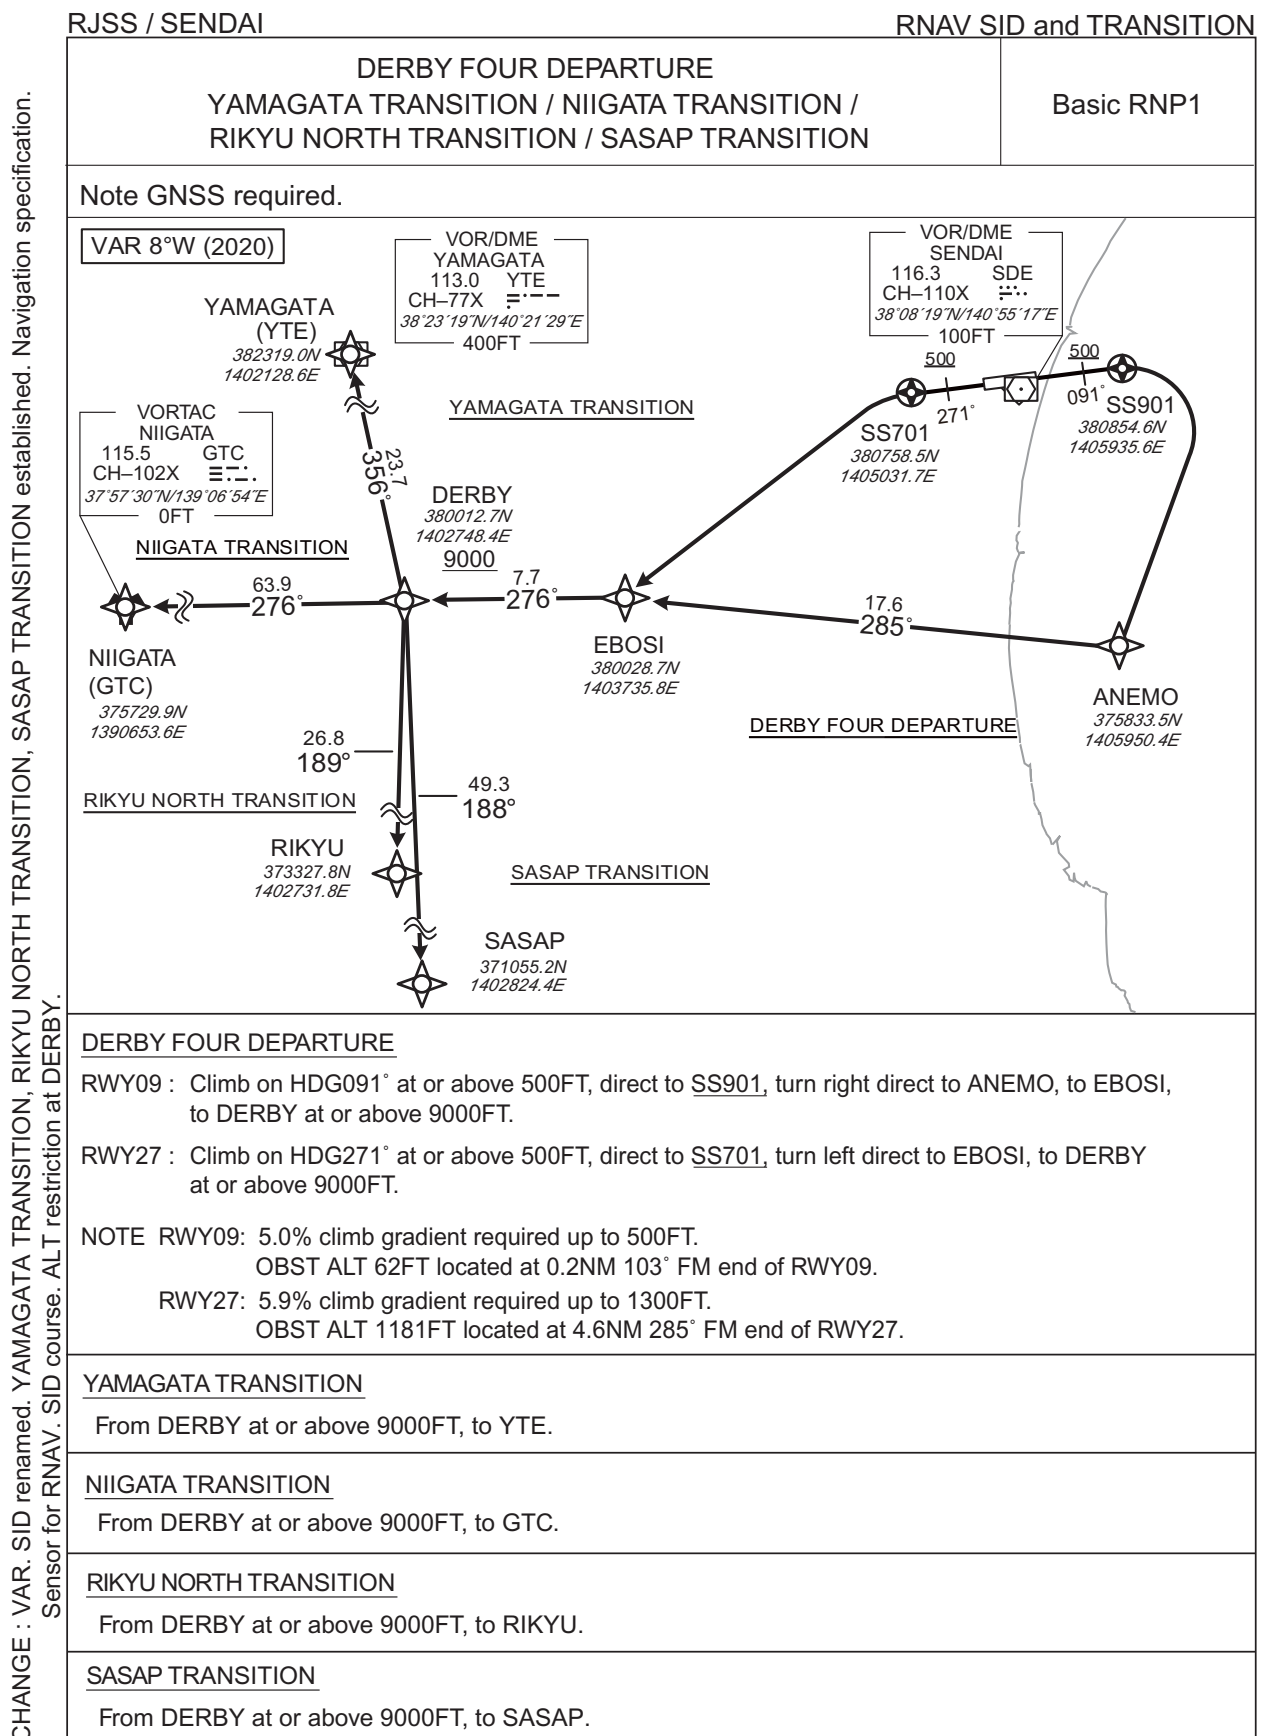 RJSS / SENDAI
RNAV SID and TRANSITION
DERBY FOUR DEPARTURE
YAMAGATA TRANSITION / NIIGATA TRANSITION /
RIKYU NORTH TRANSITION / SASAP TRANSITION
Basic RNP1
Note GNSS required.
VAR 8°W (2020)
VOR/DME
YAMAGATA
113.0 YTE
CH–77X
38°23´19˝N/140°21´29˝E
400FT
VOR/DME
SENDAI
116.3 SDE
CH–110X
38°08´19˝N/140°55´17˝E
100FT
YAMAGATA
(YTE)
382319.0N
1402128.6E
VORTAC
NIIGATA
115.5 GTC
CH–102X
37°57´30˝N/139°06´54˝E
0FT
YAMAGATA TRANSITION
500
271°
500
091°
SS701
380758.5N
1405031.7E
SS901
380854.6N
1405935.6E
23.7
356°
DERBY
380012.7N
1402748.4E
9000
NIIGATA TRANSITION
63.9
276°
7.7
276°
17.6
285°
NIIGATA
(GTC)
375729.9N
1390653.6E
EBOSI
380028.7N
1403735.8E
ANEMO
375833.5N
1405950.4E
DERBY FOUR DEPARTURE
26.8
189°
49.3
188°
RIKYU NORTH TRANSITION
RIKYU
373327.8N
1402731.8E
SASAP TRANSITION
SASAP
371055.2N
1402824.4E
DERBY FOUR DEPARTURE
RWY09 : Climb on HDG091° at or above 500FT, direct to SS901, turn right direct to ANEMO, to EBOSI,
to DERBY at or above 9000FT.
RWY27 : Climb on HDG271° at or above 500FT, direct to SS701, turn left direct to EBOSI, to DERBY
at or above 9000FT.
NOTE RWY09: 5.0% climb gradient required up to 500FT.
OBST ALT 62FT located at 0.2NM 103° FM end of RWY09.
RWY27: 5.9% climb gradient required up to 1300FT.
OBST ALT 1181FT located at 4.6NM 285° FM end of RWY27.
YAMAGATA TRANSITION
From DERBY at or above 9000FT, to YTE.
NIIGATA TRANSITION
From DERBY at or above 9000FT, to GTC.
RIKYU NORTH TRANSITION
From DERBY at or above 9000FT, to RIKYU.
SASAP TRANSITION
From DERBY at or above 9000FT, to SASAP.
CHANGE : VAR. SID renamed. YAMAGATA TRANSITION, RIKYU NORTH TRANSITION, SASAP TRANSITION established. Navigation specification.
Sensor for RNAV. SID course. ALT restriction at DERBY.